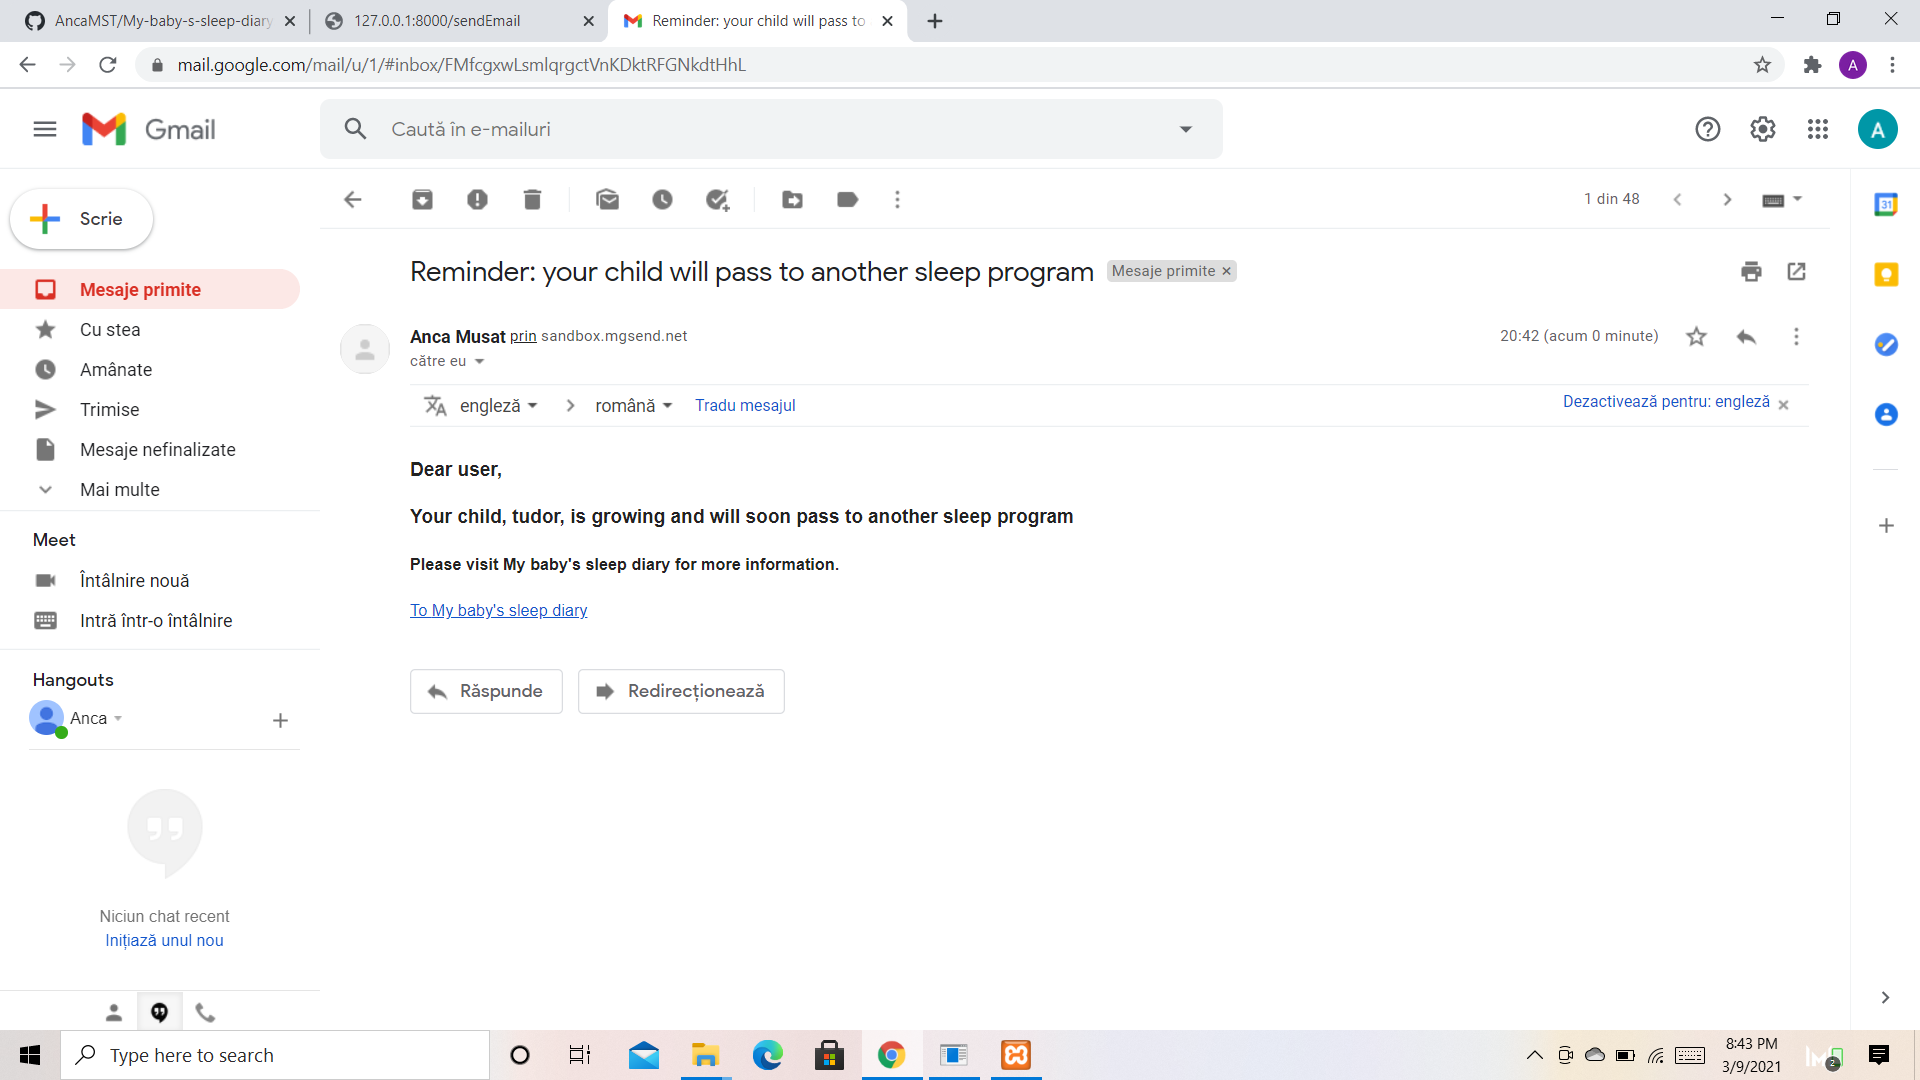 AncaMST/My-baby-s-sleep-diary
127.0.0.1:8000/sendEmail
Reminder: your child will pass to
mail.google.com/mail/u/1/#inbox/FMfcgxwLsmlqrgctVnKDktRFGNkdtHhL
A
Gmail
Caută în e-mailuri
A
Scrie
1 din 48
31
Mesaje primite
Cu stea
Amânate
Trimise
Mesaje nefinalizate
Mai multe
Meet
Întâlnire nouă
Intră într-o întâlnire
Hangouts
Anca
Niciun chat recent
Inițiază unul nou
Reminder: your child will pass to another sleep program
Mesaje primite ×
Anca Musat prin sandbox.mgsend.net
20:42 (acum 0 minute)
către eu
engleză > română Tradu mesajul
Dezactivează pentru: engleză ×
Dear user,
Your child, tudor, is growing and will soon pass to another sleep program
Please visit My baby's sleep diary for more information.
To My baby's sleep diary
Răspunde
Redirecționează
Type here to search
8:43 PM
3/9/2021
2